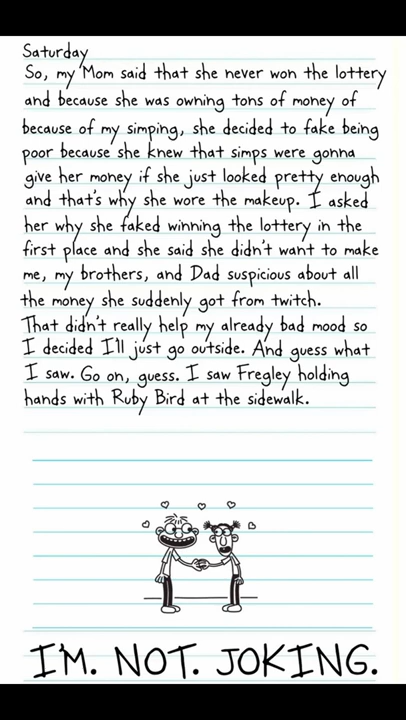 Saturday
So, my Mom said that she never won the lottery
and because she was owning tons of money of
because of my simping, she decided to fake being
poor because she knew that simps were gonna
give her money if she just looked pretty enough
and that's why she wore the makeup. I asked
her why she faked winning the lottery in the
first place and she said she didn't want to make
me, my brothers, and Dad suspicious about all
the money she suddenly got from twitch.
That didn't really help my already bad mood so
I decided I'll just go outside. And guess what
I saw. Go on, guess. I saw Fregley holding
hands with Ruby Bird at the sidewalk.
I'M. NOT. JOKING.